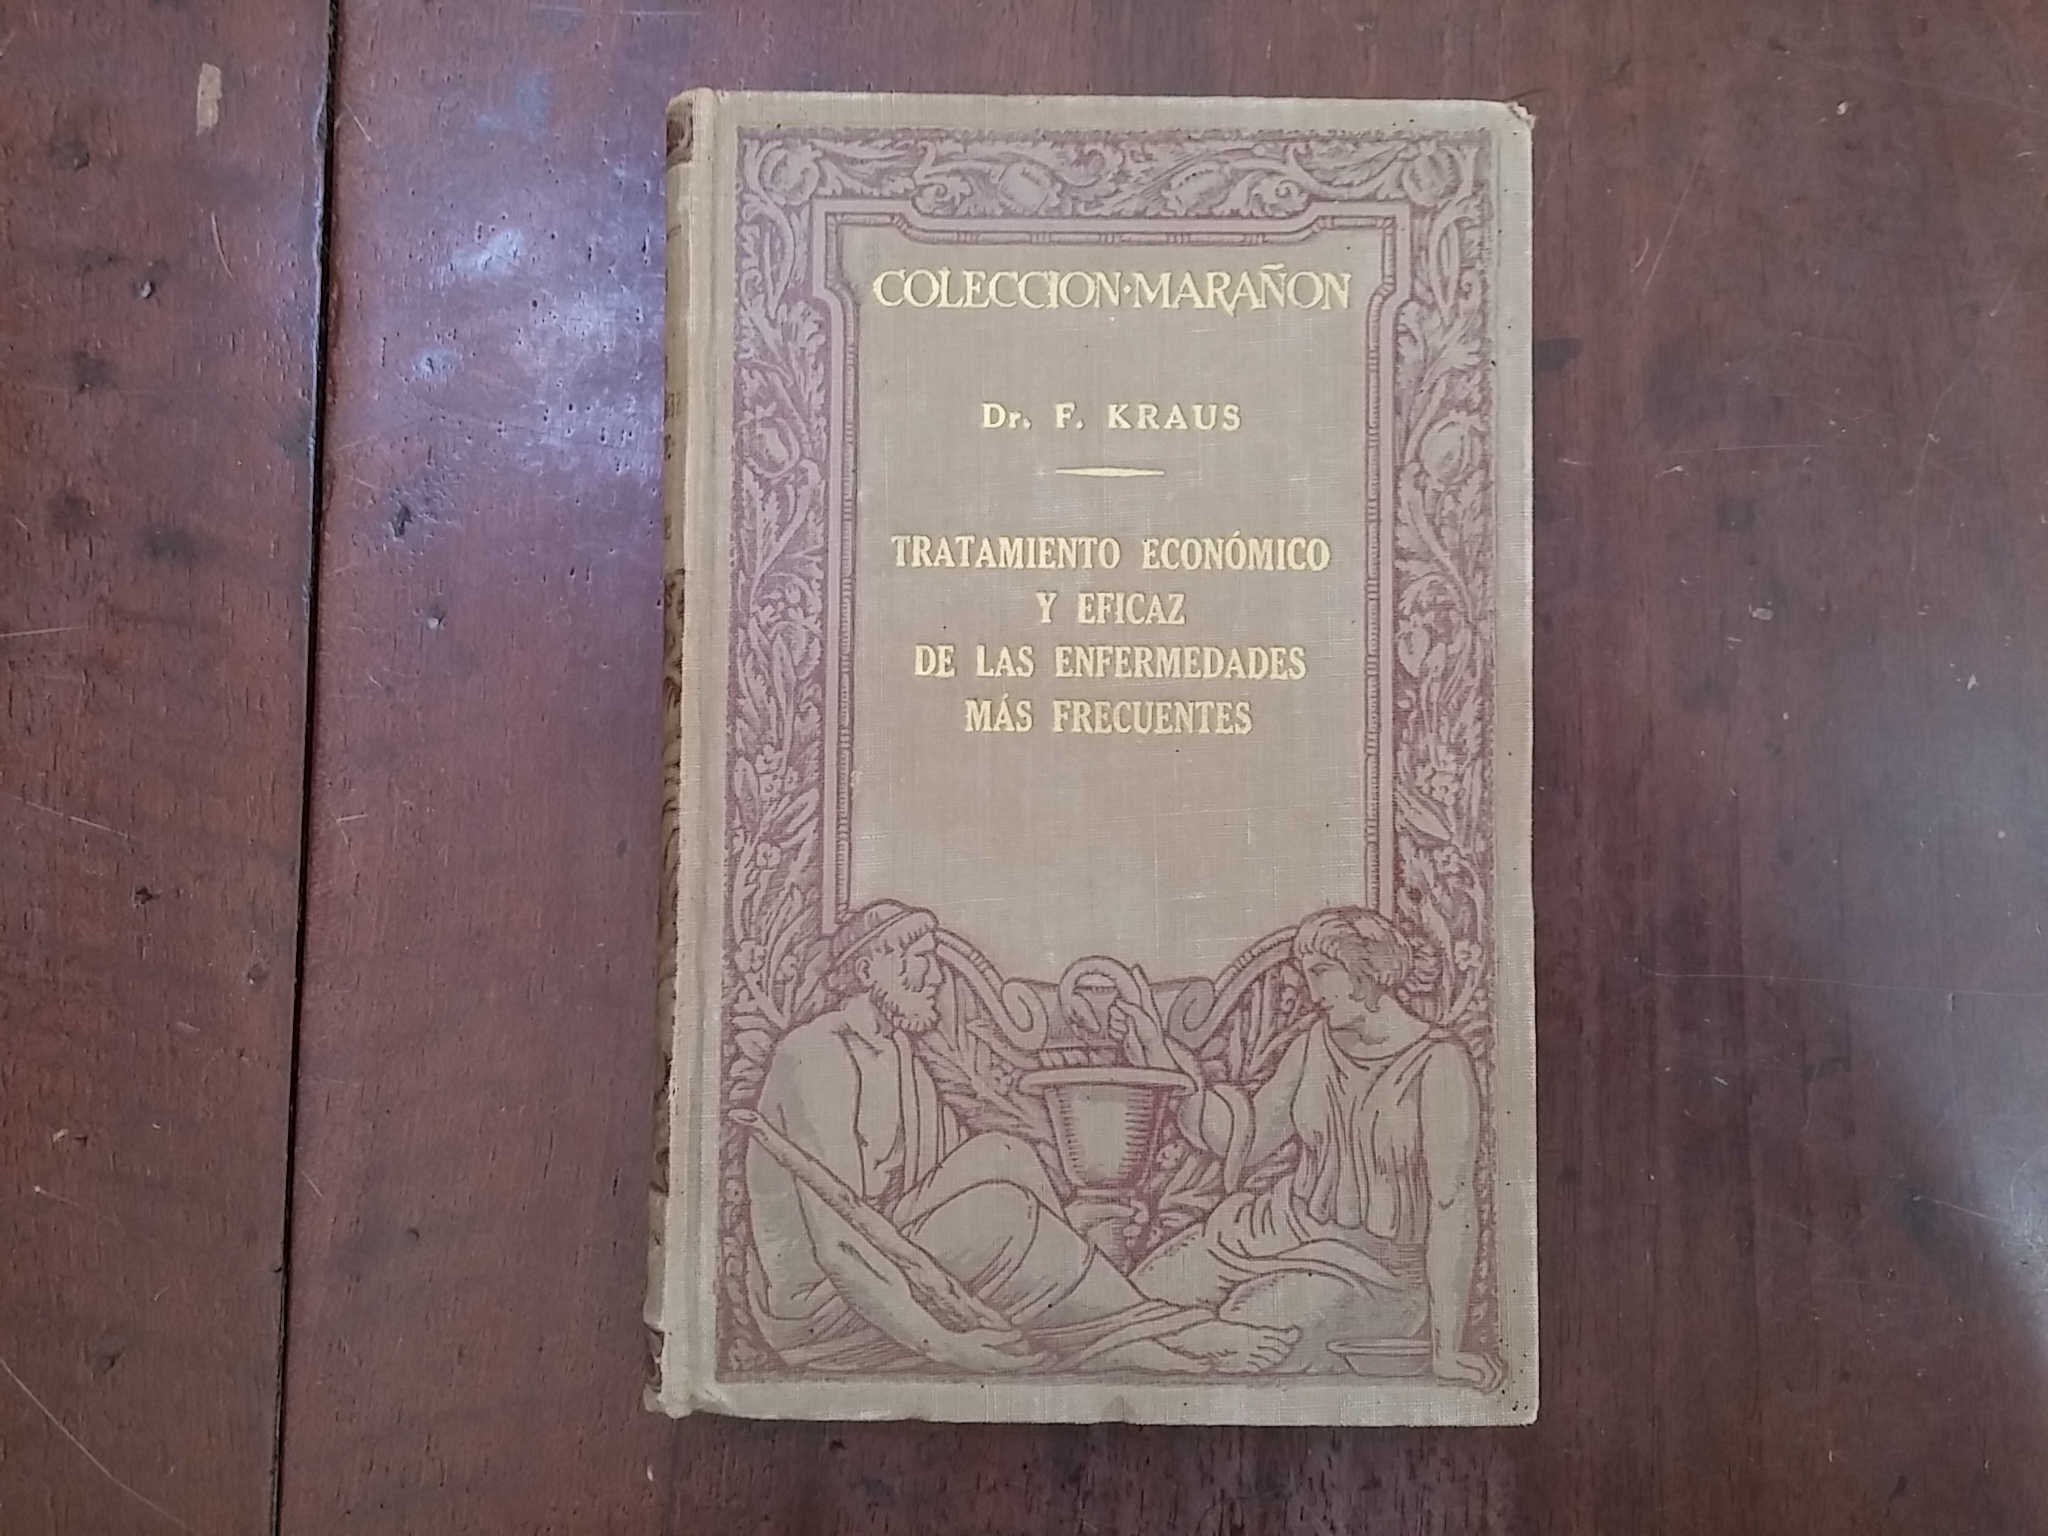 COLECCION·MARAÑON
Dr. F. KRAUS
TRATAMIENTO ECONÓMICO
Y EFICAZ
DE LAS ENFERMEDADES
MÁS FRECUENTES